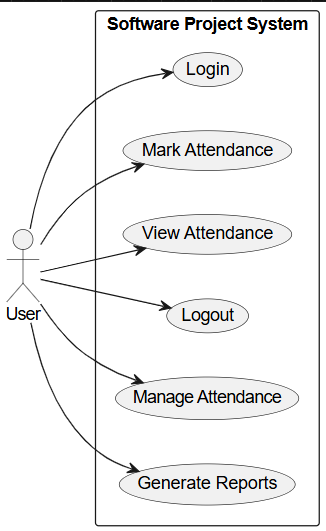 Software Project System
Login
Mark Attendance
View Attendance
User
Logout
Manage Attendance
Generate Reports